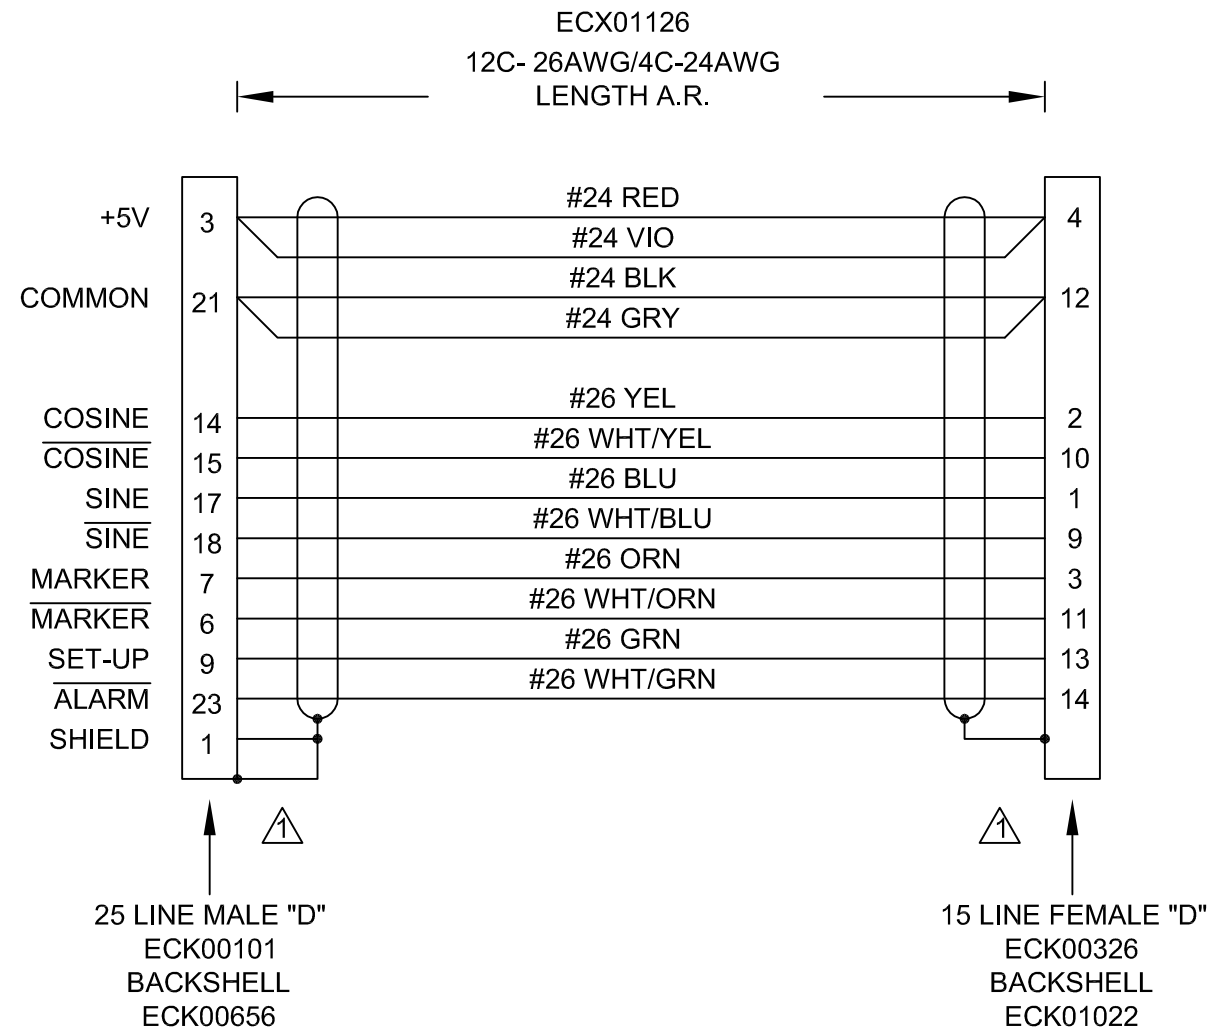 ECX01126
12C- 26AWG/4C-24AWG
LENGTH A.R.
#24 RED
+5V 3 4
#24 VIO
#24 BLK
COMMON 21 12
#24 GRY
#26 YEL
COSINE 14 2
#26 WHT/YEL
COSINE 15 10
#26 BLU
SINE 17 1
#26 WHT/BLU
SINE 18 9
#26 ORN
MARKER 7 3
#26 WHT/ORN
MARKER 6 11
#26 GRN
SET-UP 9 13
#26 WHT/GRN
ALARM 23 14
SHIELD 1
1 1
25 LINE MALE "D"
ECK00101
BACKSHELL
ECK00656
15 LINE FEMALE "D"
ECK00326
BACKSHELL
ECK01022